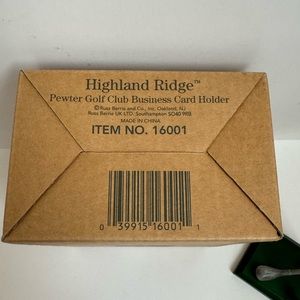 Highland Ridge™
Pewter Golf Club Business Card Holder
© Russ Berrie and Co., Inc. Oakland, NJ
Russ Berrie UK LTD. Southampton SO40 9RB
MADE IN CHINA
ITEM NO. 16001
0 39915 16001 1